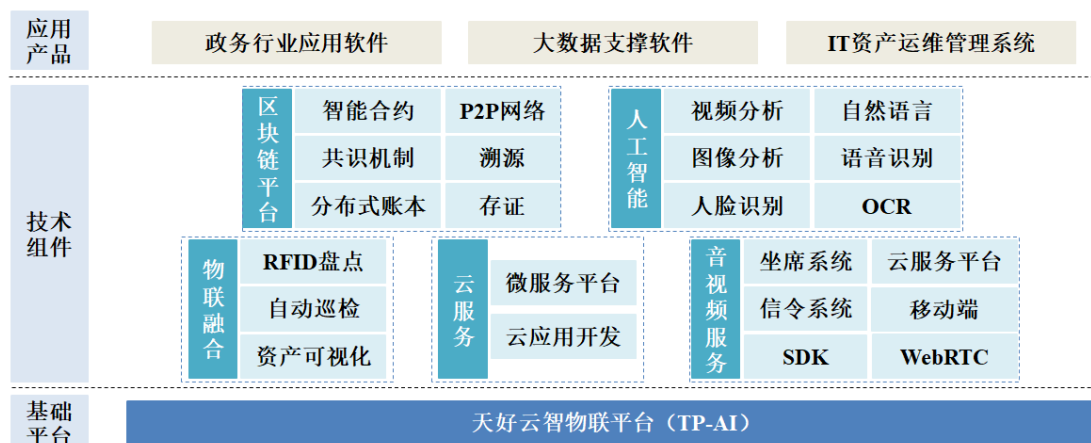 应用
产品
政务行业应用软件
大数据支撑软件
IT资产运维管理系统
技术
组件
区块链平台
智能合约
P2P网络
共识机制
溯源
分布式账本
存证
人工智能
视频分析
自然语言
图像分析
语音识别
人脸识别
OCR
物联融合
RFID盘点
自动巡检
资产可视化
云服务
微服务平台
云应用开发
音视频服务
坐席系统
云服务平台
信令系统
移动端
SDK
WebRTC
基础
平台
天好云智物联平台（TP-AI）